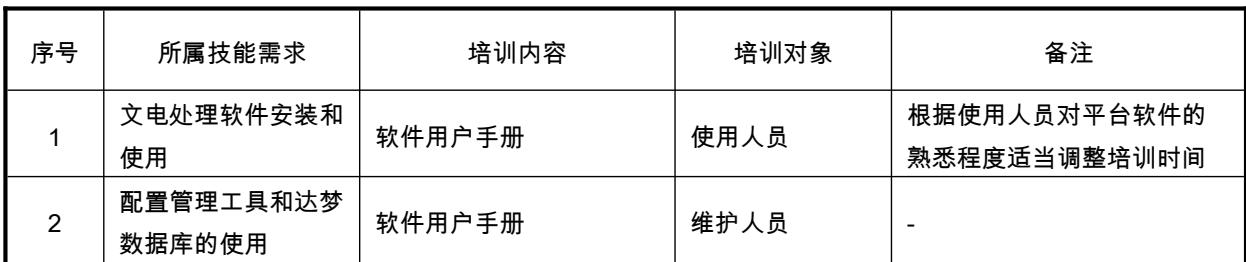 序号 所属技能需求 培训内容 培训对象 备注
1 文电处理软件安装和使用 软件用户手册 使用人员 根据使用人员对平台软件的熟悉程度适当调整培训时间
2 配置管理工具和达梦数据库的使用 软件用户手册 维护人员 -